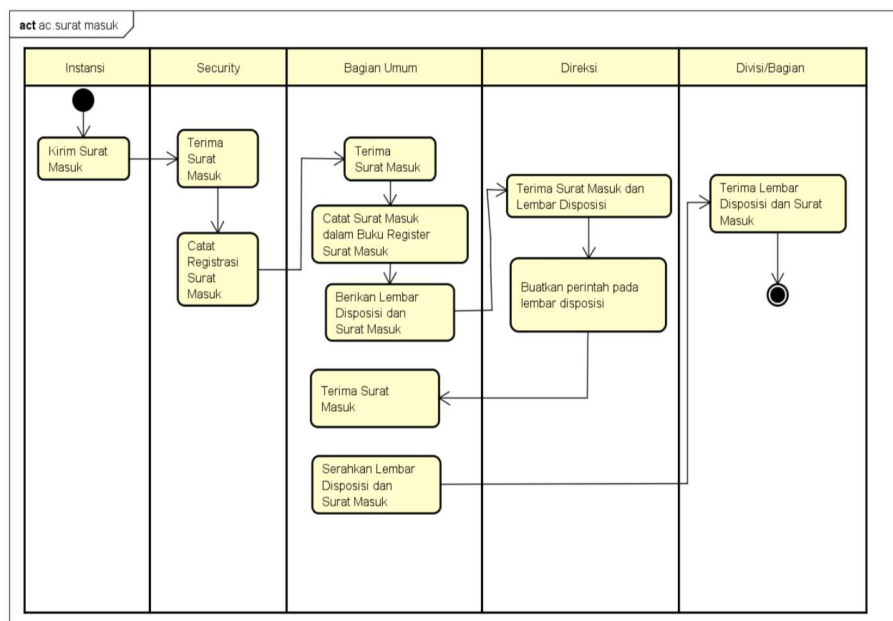 act ac.surat masuk
Instansi
Security
Bagian Umum
Direksi
Divisi/Bagian
Kirim Surat
Masuk
Terima
Surat
Masuk
Catat
Registrasi
Surat
Masuk
Terima
Surat Masuk
Catat Surat Masuk
dalam Buku Register
Surat Masuk
Berikan Lembar
Disposisi dan
Surat Masuk
Terima Surat Masuk dan
Lembar Disposisi
Buatkan perintah pada
lembar disposisi
Terima Surat
Masuk
Serahkan Lembar
Disposisi dan
Surat Masuk
Terima Lembar
Disposisi dan Surat
Masuk